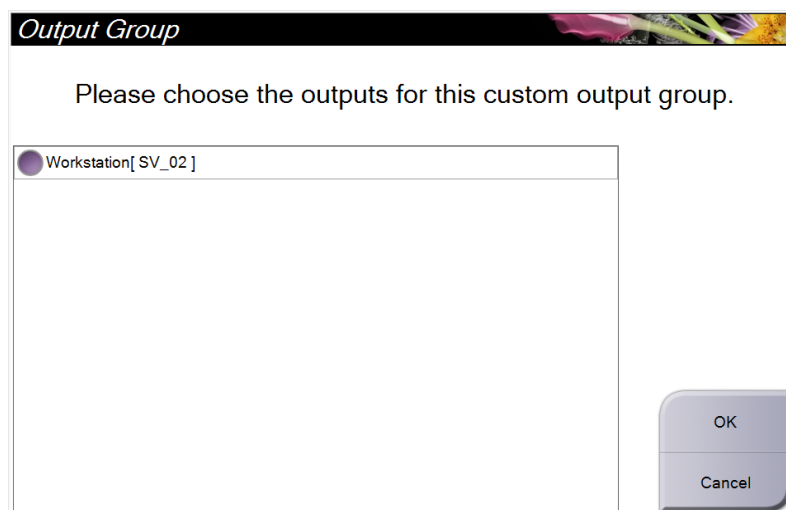 Output Group
Please choose the outputs for this custom output group.
Workstation[ SV_02 ]
OK
Cancel